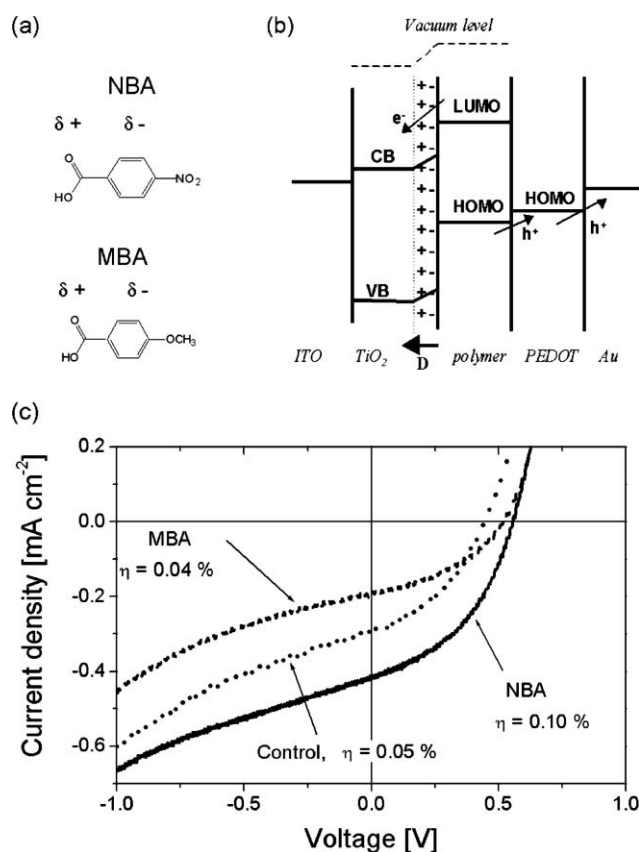 (a)
NBA
δ + δ -
O
HO
NO2
MBA
δ + δ -
O
HO
OCH3
(b)
Vacuum level
LUMO
e-
CB
HOMO
HOMO
h+
h+
VB
ITO
TiO2
D
polymer
PEDOT
Au
(c)
Current density [mA cm-2]
0.2
0.0
-0.2
-0.4
-0.6
MBA
η = 0.04 %
NBA
η = 0.10 %
Control, η = 0.05 %
-1.0 -0.5 0.0 0.5 1.0
Voltage [V]